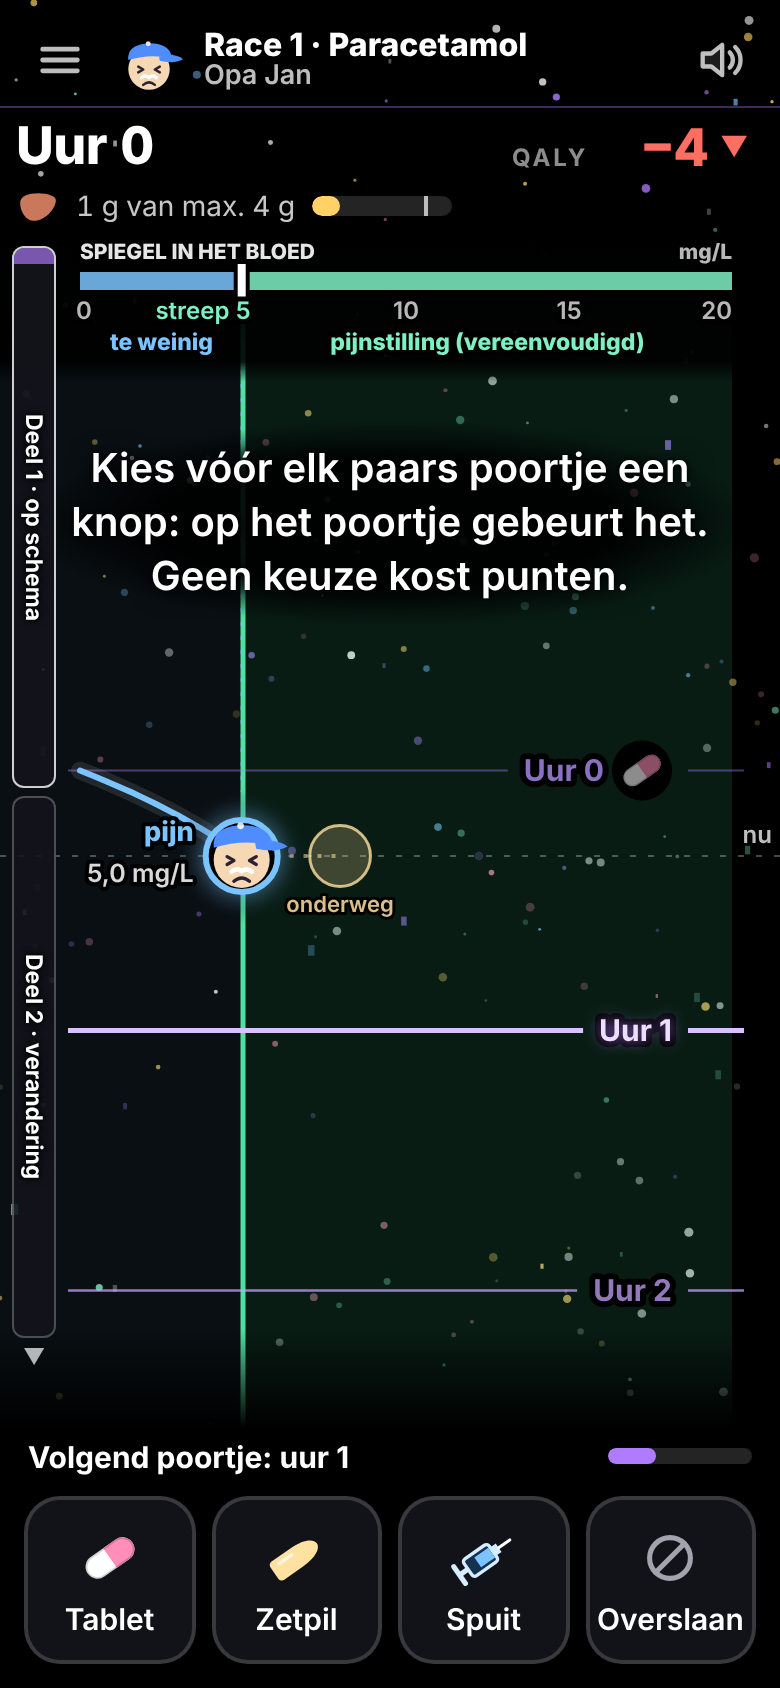 Race 1 · Paracetamol
Opa Jan
Uur 0
QALY
−4 ▼
1 g van max. 4 g
SPIEGEL IN HET BLOED
mg/L
0
streep 5
10
15
20
te weinig
pijnstilling (vereenvoudigd)
Deel 1 · op schema
Kies vóór elk paars poortje een
knop: op het poortje gebeurt het.
Geen keuze kost punten.
Uur 0
pijn
nu
5,0 mg/L
onderweg
Deel 2 · verandering
Uur 1
Uur 2
Volgend poortje: uur 1
Tablet
Zetpil
Spuit
Overslaan